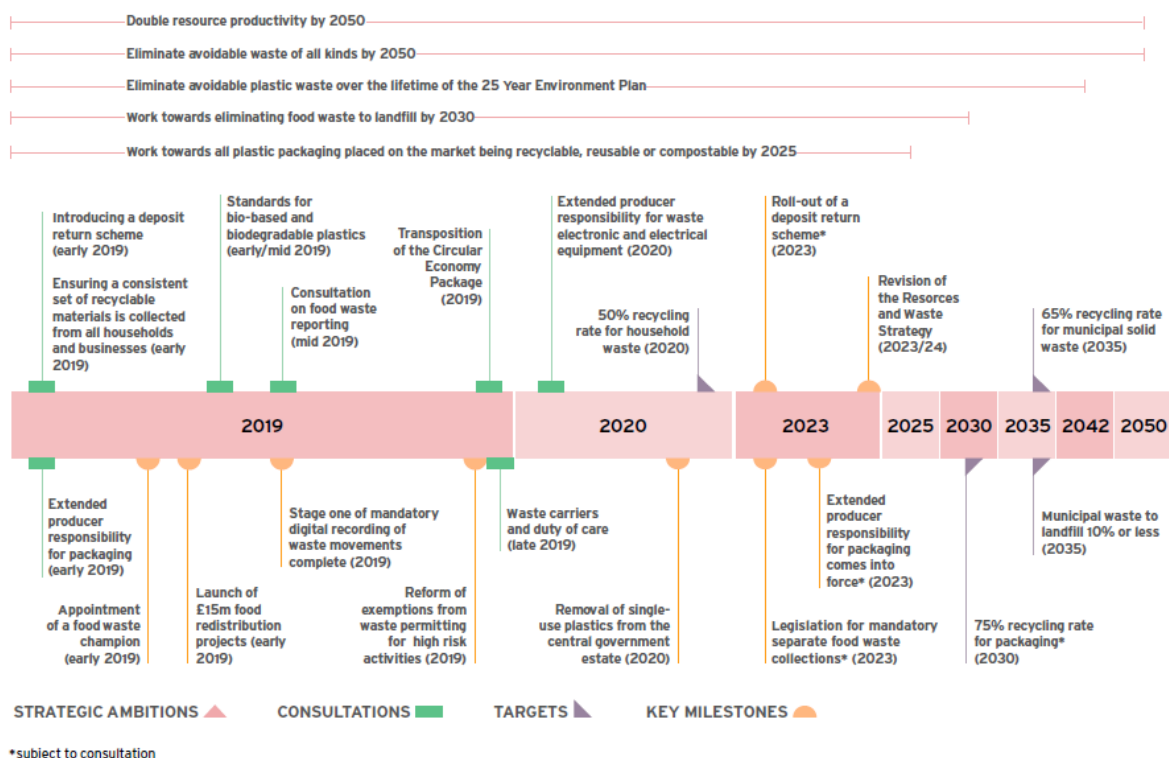 Double resource productivity by 2050
Eliminate avoidable waste of all kinds by 2050
Eliminate avoidable plastic waste over the lifetime of the 25 Year Environment Plan
Work towards eliminating food waste to landfill by 2030
Work towards all plastic packaging placed on the market being recyclable, reusable or compostable by 2025
Introducing a deposit
return scheme
(early 2019)
Ensuring a consistent
set of recyclable
materials is collected
from all households
and businesses (early
2019)
Standards for
bio-based and
biodegradable plastics
(early/mid 2019)
Consultation
on food waste
reporting
(mid 2019)
Transposition
of the Circular
Economy
Package
(2019)
Extended producer
responsibility for waste
electronic and electrical
equipment (2020)
50% recycling
rate for household
waste (2020)
Roll-out of a
deposit return
scheme*
(2023)
Revision of
the Resorces
and Waste
Strategy
(2023/24)
65% recycling rate
for municipal solid
waste (2035)
2019
2020
2023
2025
2030
2035
2042
2050
Extended
producer
responsibility
for packaging
(early 2019)
Appointment
of a food waste
champion
(early 2019)
Launch of
£15m food
redistribution
projects (early
2019)
Stage one of mandatory
digital recording of
waste movements
complete (2019)
Reform of
exemptions from
waste permitting
for high risk
activities (2019)
Waste carriers
and duty of care
(late 2019)
Removal of single-
use plastics from the
central government
estate (2020)
Extended
producer
responsibility
for packaging
comes into
force* (2023)
Legislation for mandatory
separate food waste
collections* (2023)
75% recycling rate
for packaging*
(2030)
Municipal waste to
landfill 10% or less
(2035)
STRATEGIC AMBITIONS
CONSULTATIONS
TARGETS
KEY MILESTONES
*subject to consultation